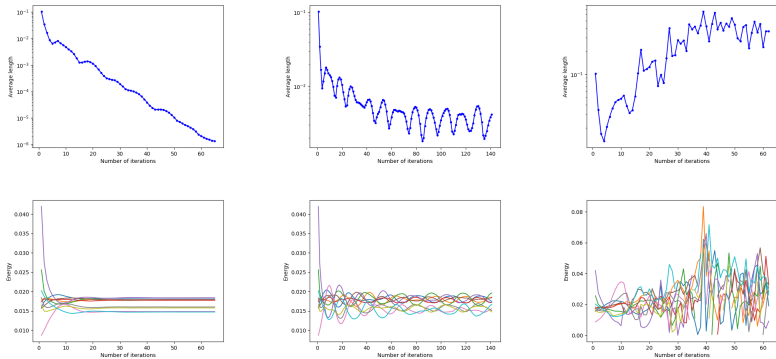 10⁻¹
10⁻²
10⁻³
10⁻⁴
10⁻⁵
10⁻⁶
Average length
0 10 20 30 40 50 60
Number of iterations
10⁻¹
10⁻²
Average length
0 20 40 60 80 100 120 140
Number of iterations
10⁻¹
Average length
0 10 20 30 40 50 60
Number of iterations
0.040
0.035
0.030
0.025
0.020
0.015
0.010
Energy
0 10 20 30 40 50 60
Number of iterations
0.040
0.035
0.030
0.025
0.020
0.015
0.010
Energy
0 20 40 60 80 100 120 140
Number of iterations
0.08
0.06
0.04
0.02
0.00
Energy
0 10 20 30 40 50 60
Number of iterations